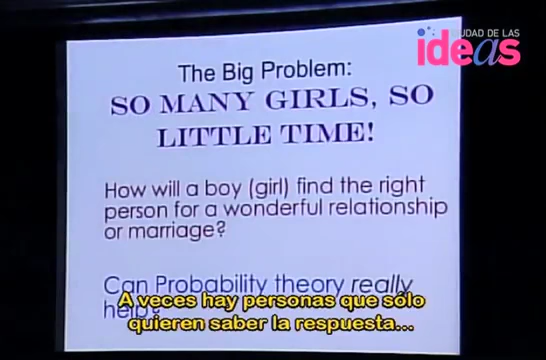 CIUDAD DE LAS
ideas
The Big Problem:
SO MANY GIRLS, SO
LITTLE TIME!
How will a boy (girl) find the right
person for a wonderful relationship
or marriage?
Can Probability theory really
help?
A veces hay personas que sólo
quieren saber la respuesta...